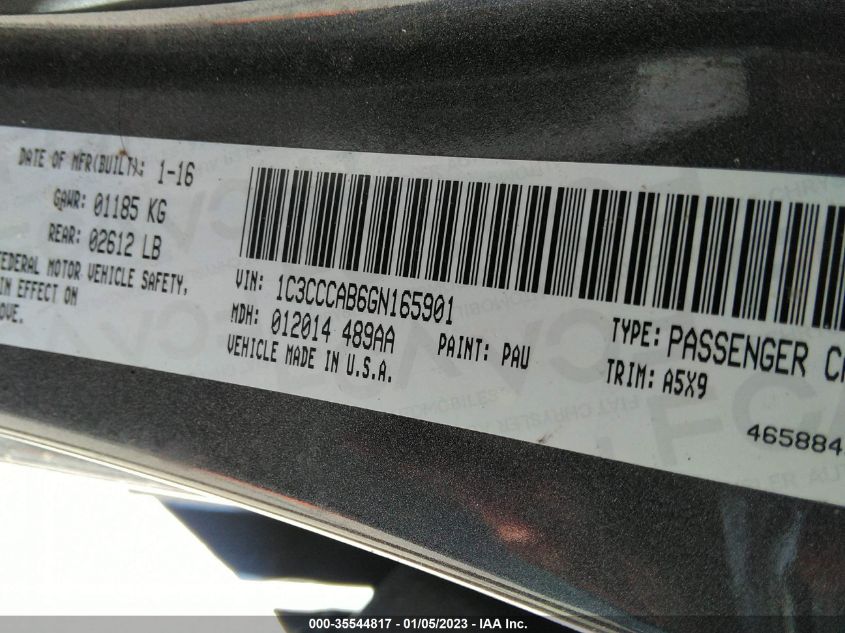 DATE OF MFR(BUILT): 1-16
GAWR: 01185 KG
REAR: 02612 LB
FEDERAL MOTOR VEHICLE SAFETY,
IN EFFECT ON
OVE.
VIN: 1C3CCCAB6GN165901
MDH: 012014 489AA
PAINT: PAU
VEHICLE MADE IN U.S.A.
TYPE: PASSENGER C
TRIM: A5X9
465884
000-35544817 - 01/05/2023 - IAA Inc.